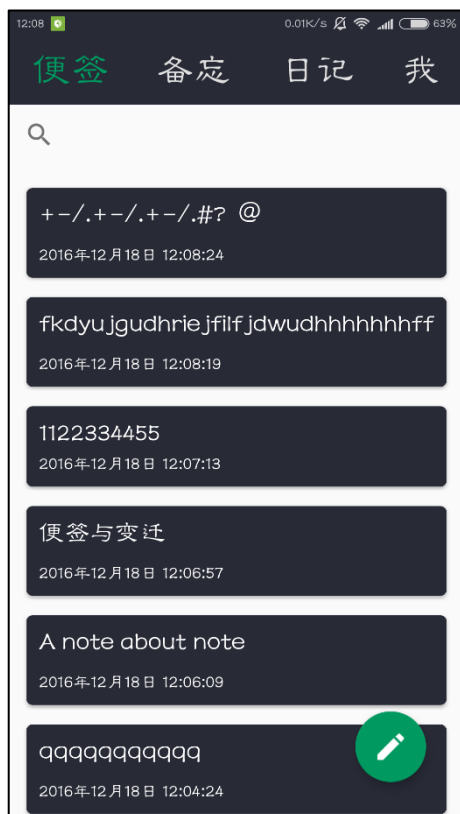 12:08 0.01K/s 63%
便签 备忘 日记 我
+-/.+-/.+-/.#? @
2016年12月18日 12:08:24
fkdyujgudhriejfilfjdwudhhhhhhhff
2016年12月18日 12:08:19
1122334455
2016年12月18日 12:07:13
便签与变迁
2016年12月18日 12:06:57
A note about note
2016年12月18日 12:06:09
qqqqqqqqqqq
2016年12月18日 12:04:24